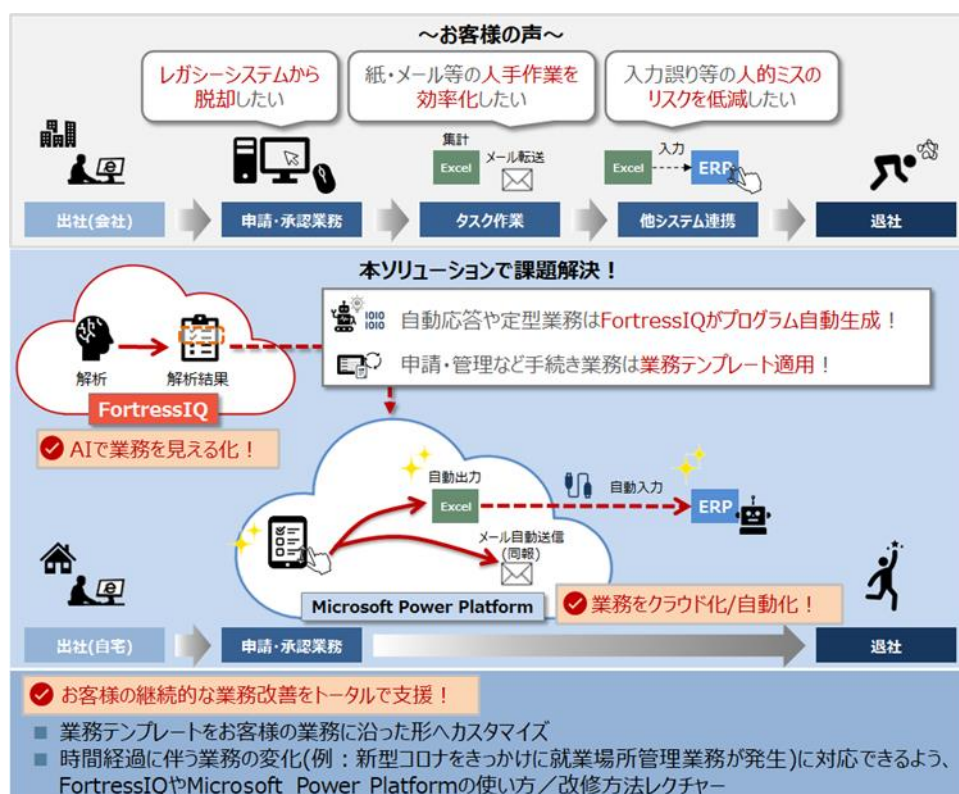 ～お客様の声～
レガシーシステムから
脱却したい
紙・メール等の人手作業を
効率化したい
入力誤り等の人的ミスの
リスクを低減したい
集計
Excel
メール転送
Excel
入力
ERP
出社(会社)
申請・承認業務
タスク作業
他システム連携
退社
本ソリューションで課題解決！
解析
解析結果
FortressIQ
AIで業務を見える化！
1010
1010
自動応答や定型業務はFortressIQがプログラム自動生成！
申請・管理など手続き業務は業務テンプレート適用！
自動出力
Excel
自動入力
ERP
メール自動送信
(同報)
Microsoft Power Platform
業務をクラウド化/自動化！
出社(自宅)
申請・承認業務
退社
お客様の継続的な業務改善をトータルで支援！
■ 業務テンプレートをお客様の業務に沿った形へカスタマイズ
■ 時間経過に伴う業務の変化(例：新型コロナをきっかけに就業場所管理業務が発生)に対応できるよう、
FortressIQやMicrosoft Power Platformの使い方／改修方法レクチャー